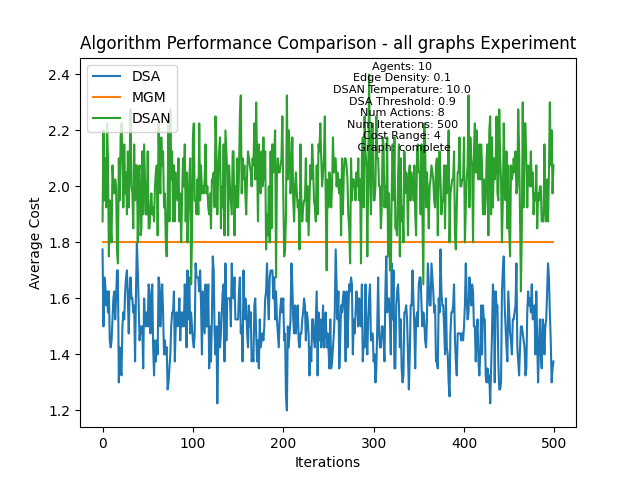 Algorithm Performance Comparison - all graphs Experiment
DSA
MGM
DSAN
Agents: 10
Edge Density: 0.1
DSAN Temperature: 10.0
DSA Threshold: 0.9
Num Actions: 8
Num Iterations: 500
Cost Range: 4
Graph: complete
Average Cost
2.4
2.2
2.0
1.8
1.6
1.4
1.2
0
100
200
300
400
500
Iterations